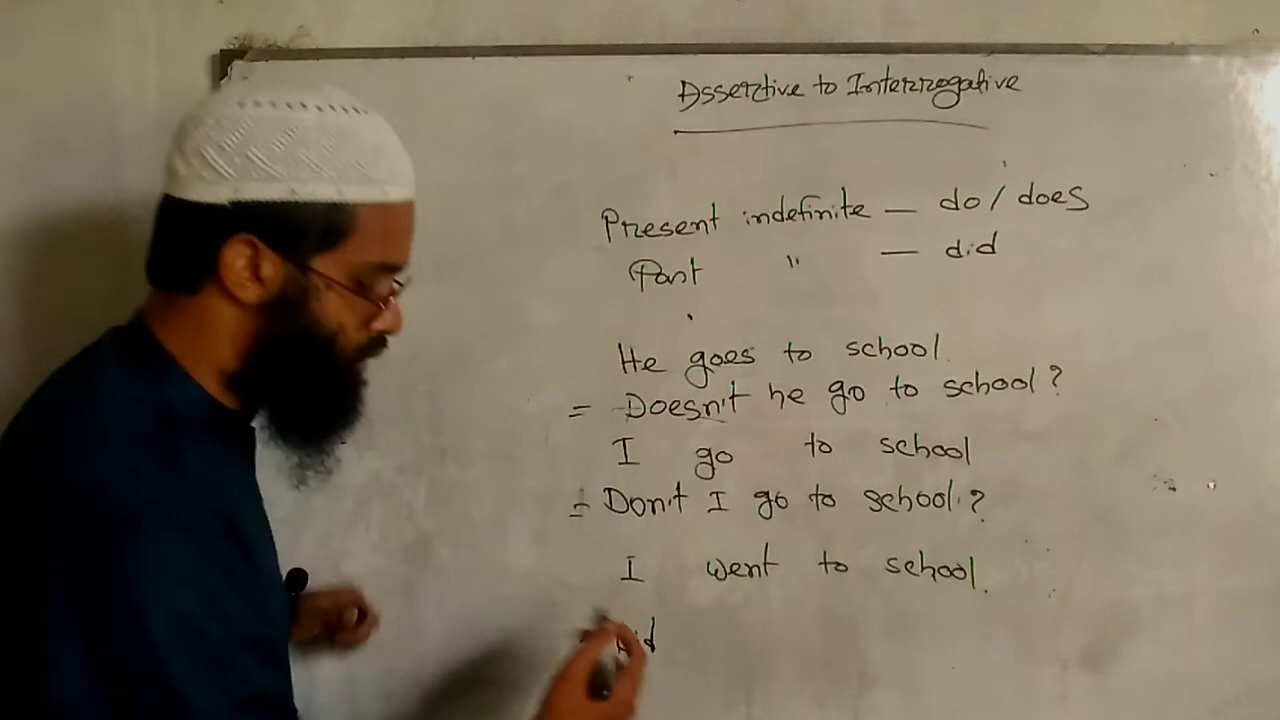 Assertive to Interrogative
Present indefinite — do/does
Past " — did
He goes to school.
= Doesn't he go to school?
I go to school
= Don't I go to school?
I went to school.
= Did